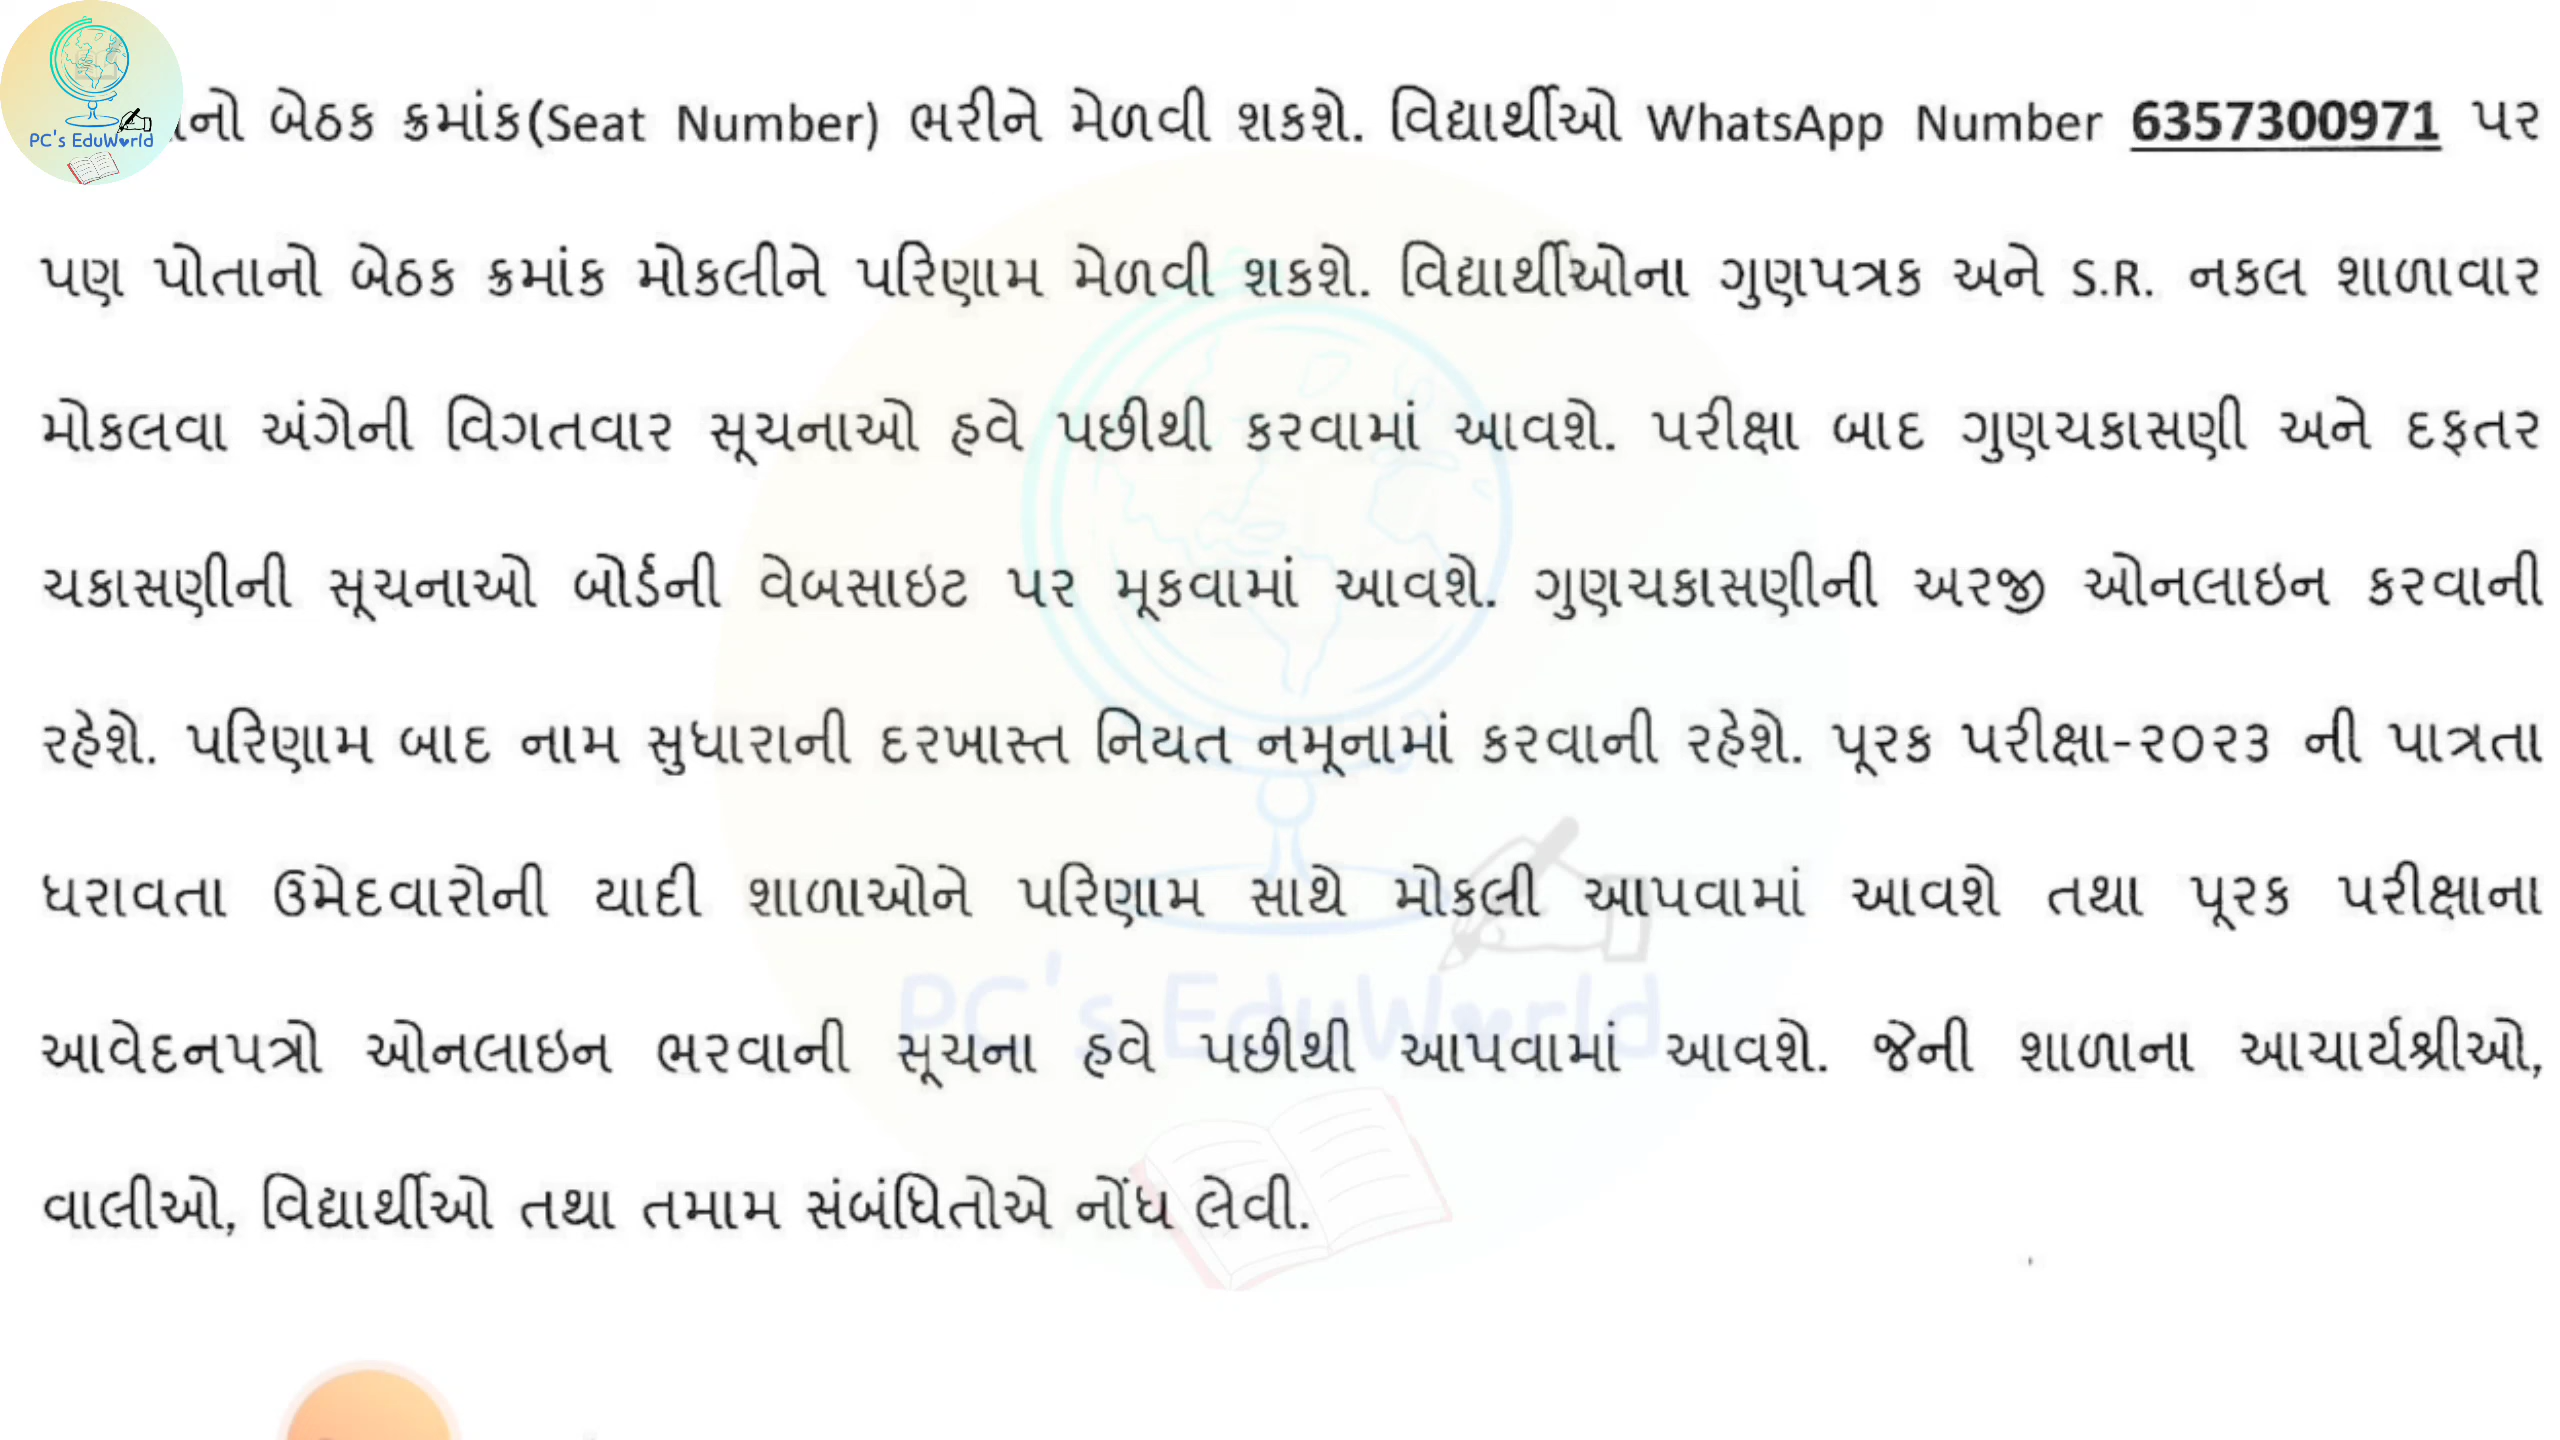 PC's EduWorld
બેઠક ક્રમાંક(Seat Number) ભરીને મેળવી શકશે. વિદ્યાર્થીઓ WhatsApp Number 6357300971 પર
પણ પોતાનો બેઠક ક્રમાંક મોકલીને પરિણામ મેળવી શકશે. વિદ્યાર્થીઓના ગુણપત્રક અને S.R. નકલ શાળાવાર
મોકલવા અંગેની વિગતવાર સૂચનાઓ હવે પછીથી કરવામાં આવશે. પરીક્ષા બાદ ગુણચકાસણી અને દફતર
ચકાસણીની સૂચનાઓ બોર્ડની વેબસાઇટ પર મૂકવામાં આવશે. ગુણચકાસણીની અરજી ઓનલાઇન કરવાની
રહેશે. પરિણામ બાદ નામ સુધારાની દરખાસ્ત નિયત નમૂનામાં કરવાની રહેશે. પૂરક પરીક્ષા-૨૦૨૩ ની પાત્રતા
ધરાવતા ઉમેદવારોની યાદી શાળાઓને પરિણામ સાથે મોકલી આપવામાં આવશે તથા પૂરક પરીક્ષાના
PC's EduWorld
આવેદનપત્રો ઓનલાઇન ભરવાની સૂચના હવે પછીથી આપવામાં આવશે. જેની શાળાના આચાર્યશ્રીઓ,
વાલીઓ, વિદ્યાર્થીઓ તથા તમામ સંબંધિતોએ નોંધ લેવી.